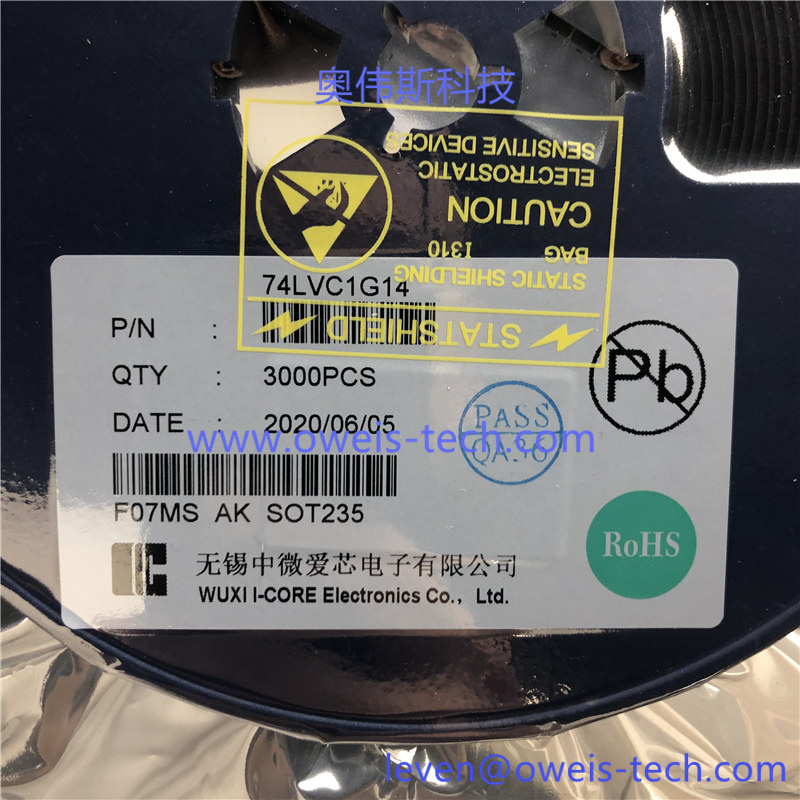 奥伟斯科技
ELECTROSTATIC
SENSITIVE DEVICES
CAUTION
BAG
1310
STATIC SHIELDING
STATSHIELD
74LVC1G14
P/N :
QTY : 3000PCS
DATE : 2020/06/05
PASS
QA36
www.oweis-tech.com
F07MS AK SOT235
Pb
RoHS
无锡中微爱芯电子有限公司
WUXI I-CORE Electronics Co., Ltd.
leven@oweis-tech.com